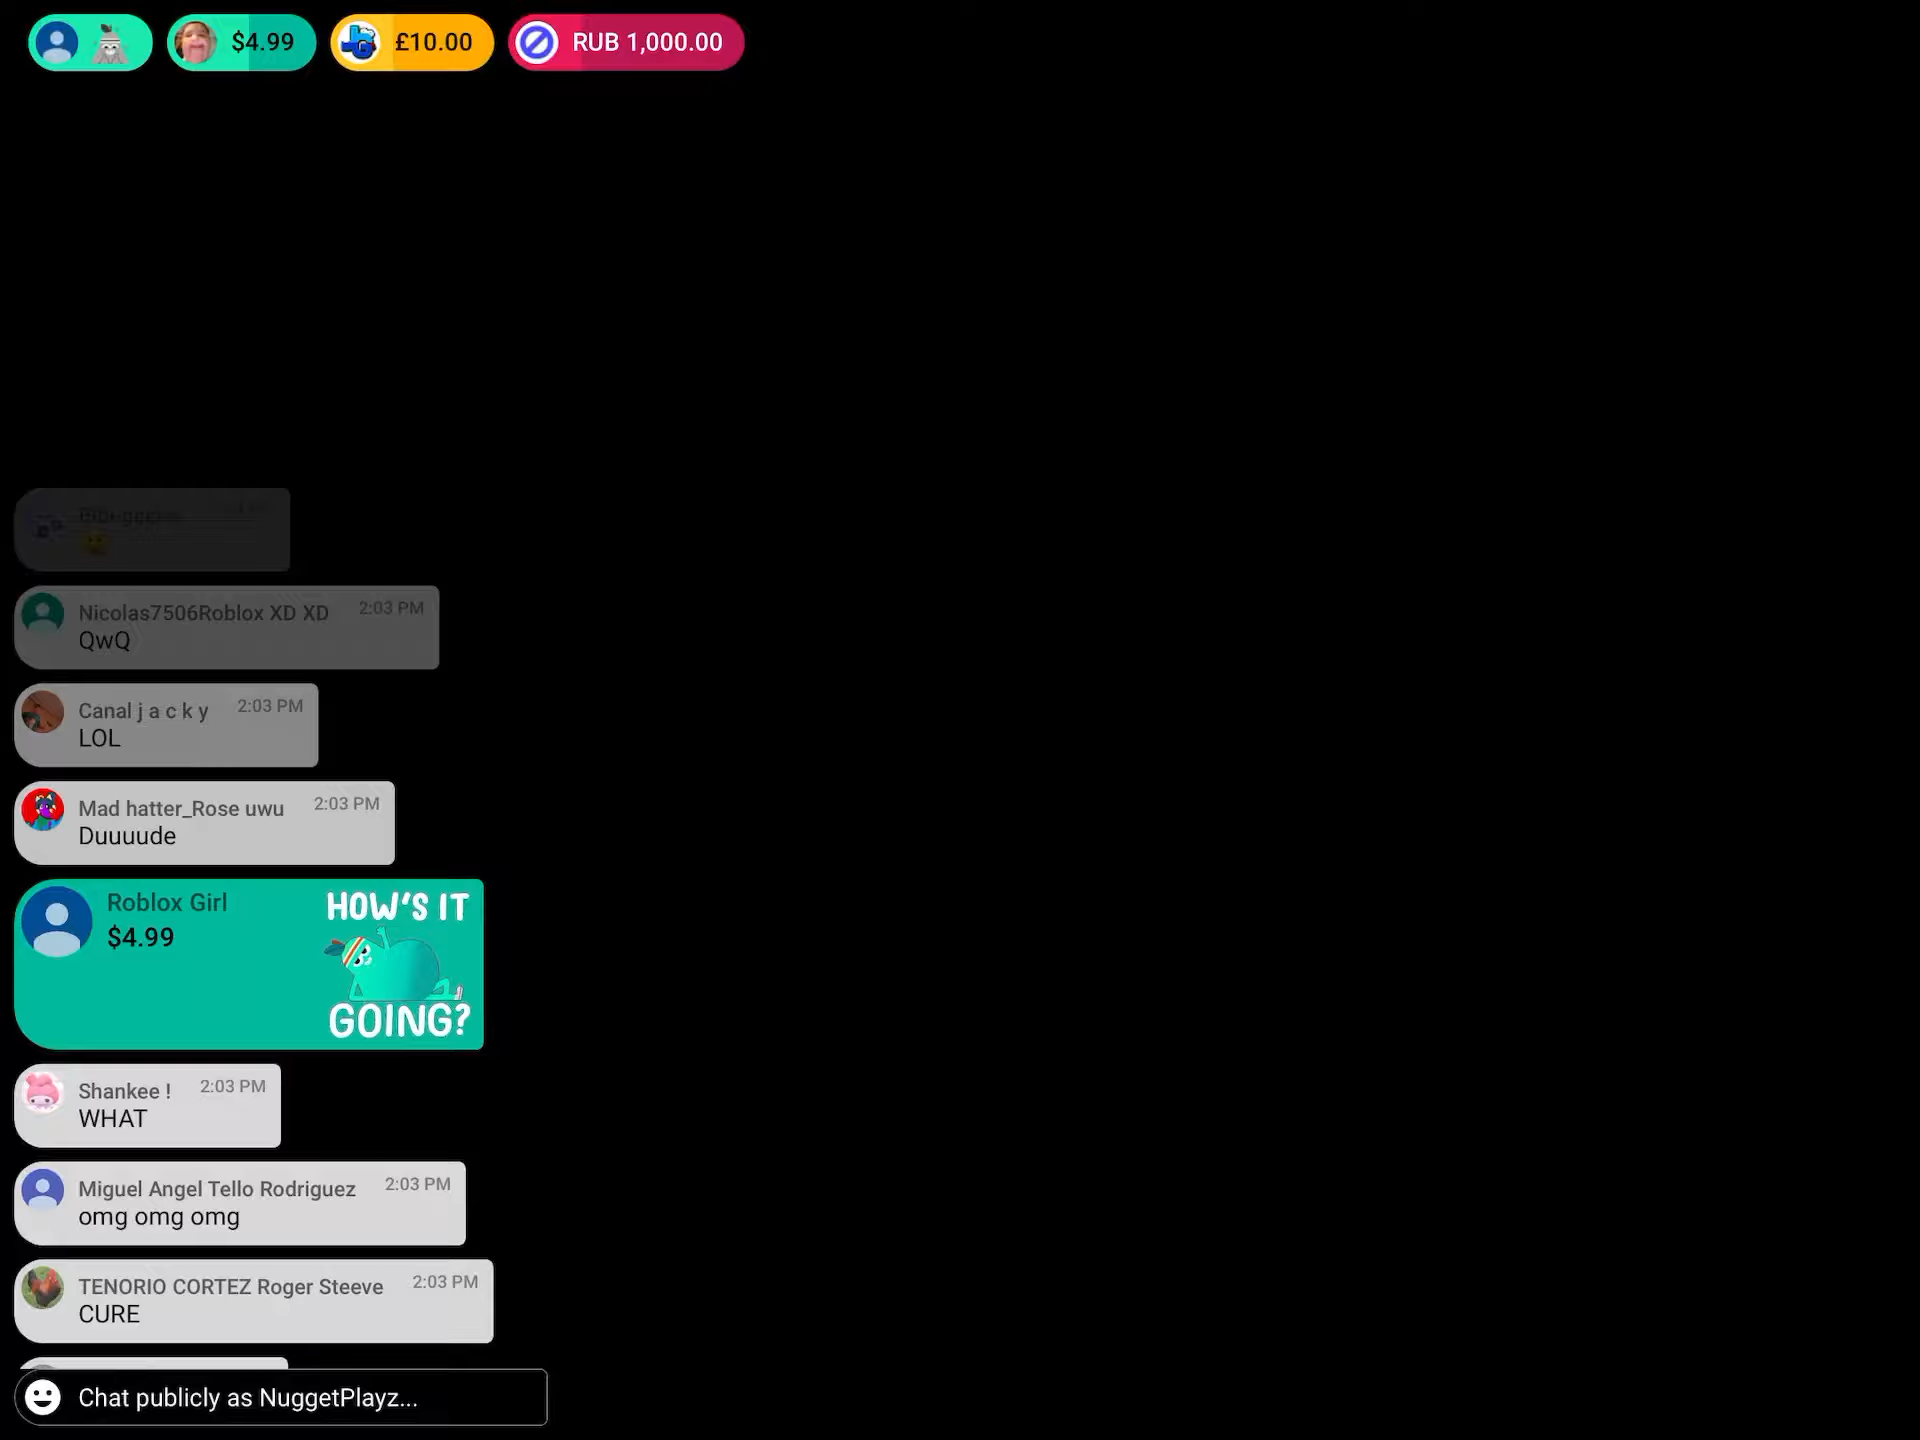 $4.99
£10.00
RUB 1,000.00
Nicolas7506Roblox XD XD 2:03 PM
QwQ
Canal j a c k y 2:03 PM
LOL
Mad hatter_Rose uwu 2:03 PM
Duuuude
Roblox Girl
$4.99
HOW'S IT
GOING?
Shankee ! 2:03 PM
WHAT
Miguel Angel Tello Rodriguez 2:03 PM
omg omg omg
TENORIO CORTEZ Roger Steeve 2:03 PM
CURE
Chat publicly as NuggetPlayz...